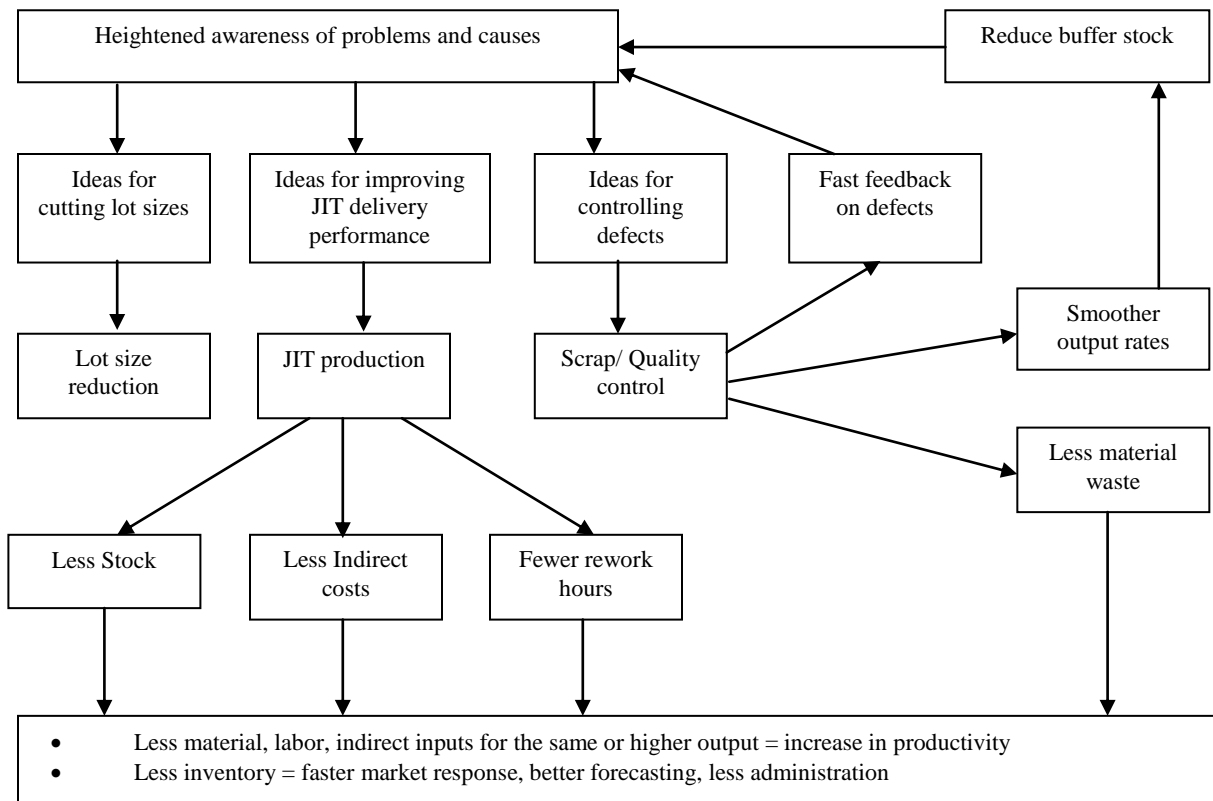 Heightened awareness of problems and causes
Reduce buffer stock
Ideas for
cutting lot sizes
Ideas for improving
JIT delivery
performance
Ideas for
controlling
defects
Fast feedback
on defects
Smoother
output rates
Lot size
reduction
JIT production
Scrap/ Quality
control
Less material
waste
Less Stock
Less Indirect
costs
Fewer rework
hours
• Less material, labor, indirect inputs for the same or higher output = increase in productivity
• Less inventory = faster market response, better forecasting, less administration